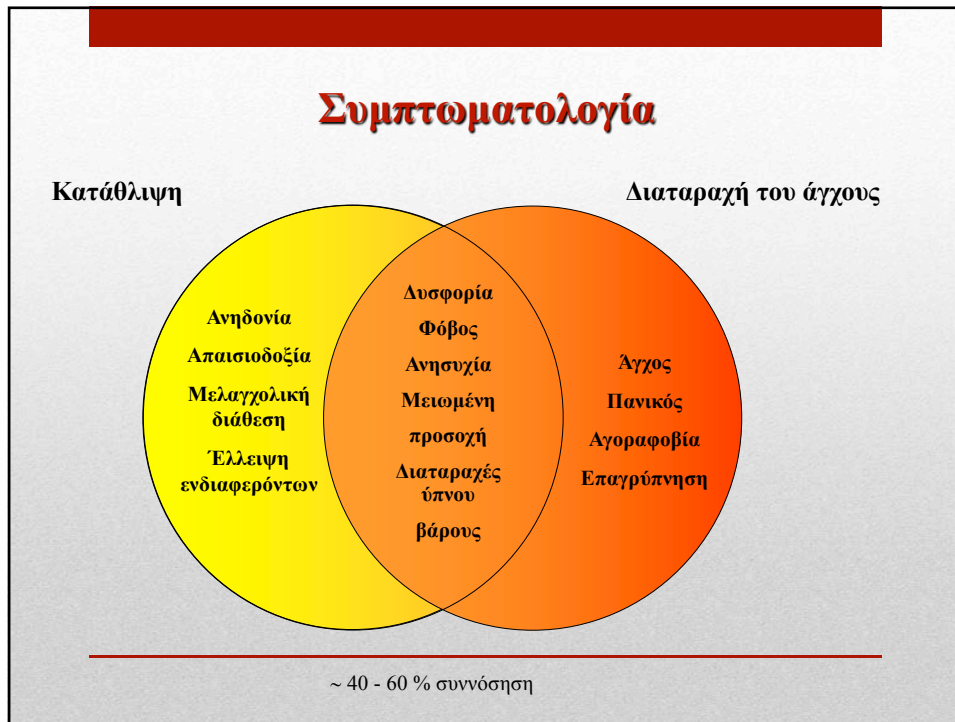 Συμπτωματολογία
Κατάθλιψη
Διαταραχή του άγχους
Ανηδονία
Απαισιοδοξία
Μελαγχολική
διάθεση
Έλλειψη
ενδιαφερόντων
Δυσφορία
Φόβος
Ανησυχία
Μειωμένη
προσοχή
Διαταραχές
ύπνου
βάρους
Άγχος
Πανικός
Αγοραφοβία
Επαγρύπνηση
~ 40 - 60 % συννόσηση